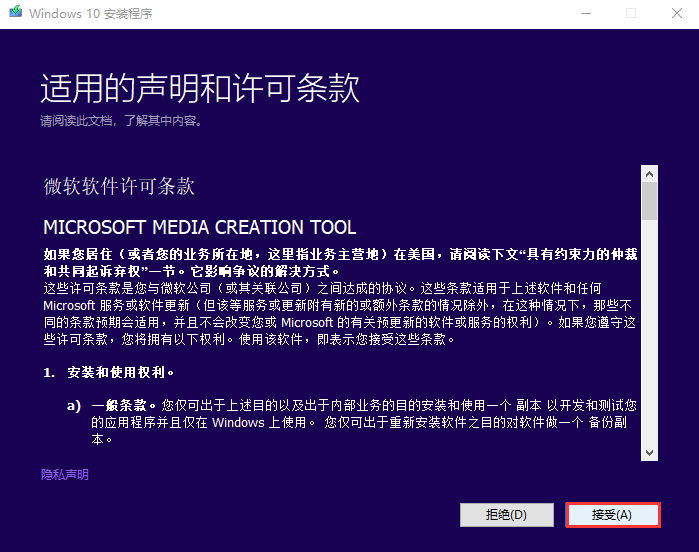 Windows 10 安装程序
适用的声明和许可条款
请阅读此文档，了解其中内容。
微软软件许可条款
MICROSOFT MEDIA CREATION TOOL
如果您居住（或者您的业务所在地，这里指业务主营地）在美国，请阅读下文“具有约束力的仲裁
和共同起诉弃权”一节。它影响争议的解决方式。
这些许可条款是您与微软公司（或其关联公司）之间达成的协议。这些条款适用于上述软件和任何
Microsoft 服务或软件更新（但该等服务或更新附有新的或额外条款的情况除外，在这种情况下，那些不
同的条款预期会适用，并且不会改变您或 Microsoft 的有关预更新的软件或服务的权利）。如果您遵守这
些许可条款，您将拥有以下权利。使用该软件，即表示您接受这些条款。
1. 安装和使用权利。
a) 一般条款。您仅可出于上述目的以及出于内部业务的目的安装和使用一个 副本 以开发和测试您
的应用程序并且仅在 Windows 上使用。 您仅可出于重新安装软件之目的对软件做一个 备份副
本。
隐私声明
拒绝(D)
接受(A)